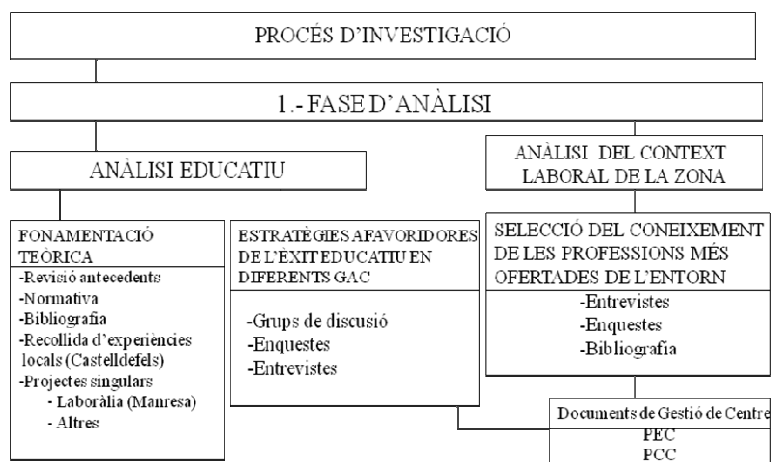 PROCÉS D'INVESTIGACIÓ
1.- FASE D'ANÀLISI
ANÀLISI EDUCATIU
ANÀLISI DEL CONTEXT
LABORAL DE LA ZONA
FONAMENTACIÓ
TEÒRICA
-Revisió antecedents
-Normativa
-Bibliografia
-Recollida d'experiències
locals (Castelldefels)
-Projectes singulars
- Laboràlia (Manresa)
- Altres
ESTRATÈGIES AFAVORIDORES
DE L'ÈXIT EDUCATIU EN
DIFERENTS GAC
-Grups de discusió
-Enquestes
-Entrevistes
SELECCIÓ DEL CONEIXEMENT
DE LES PROFESSIONS MÉS
OFERTADES DE L'ENTORN
-Entrevistes
-Enquestes
-Bibliografia
Documents de Gestió de Centre
PEC
PCC